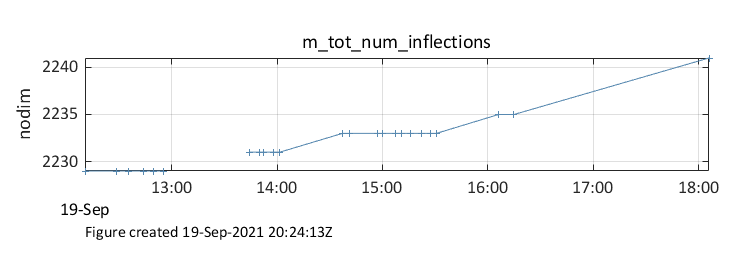 m_tot_num_inflections
nodim
2240
2235
2230
13:00 14:00 15:00 16:00 17:00 18:00
19-Sep
Figure created 19-Sep-2021 20:24:13Z